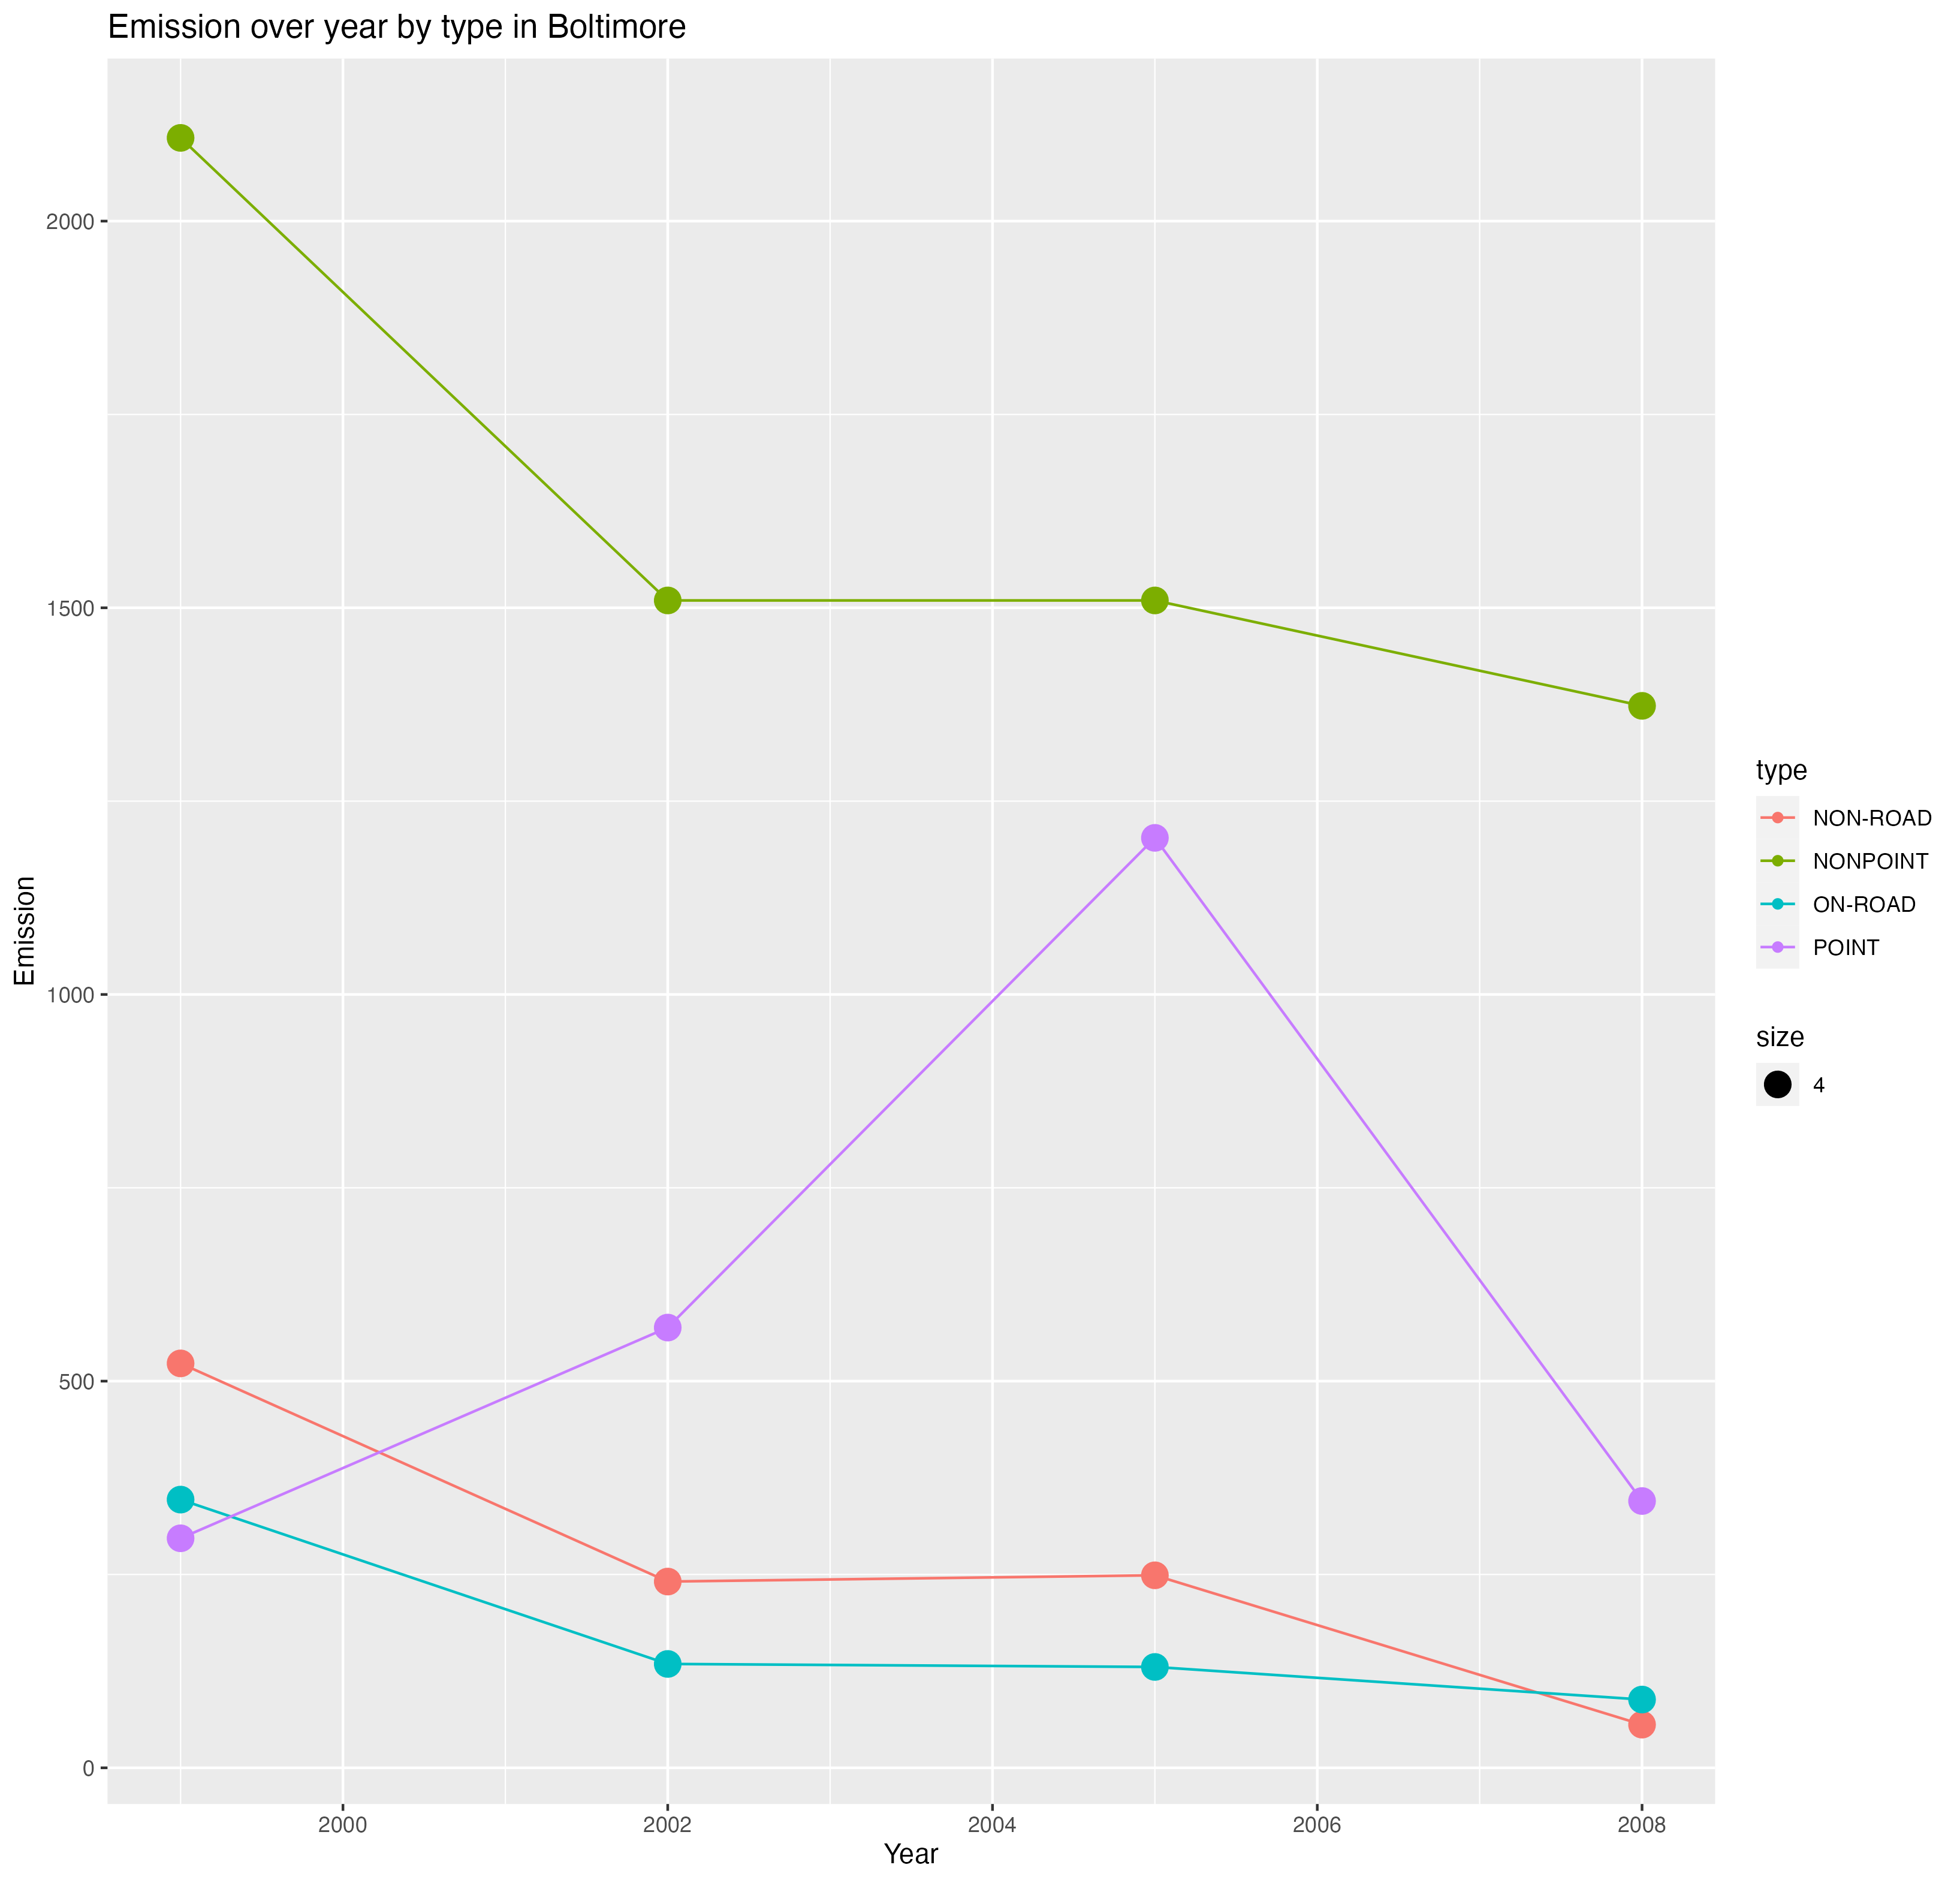 Emission over year by type in Boltimore
2000
1500
1000
500
0
Emission
2000 2002 2004 2006 2008
Year
type
NON-ROAD
NONPOINT
ON-ROAD
POINT
size
4